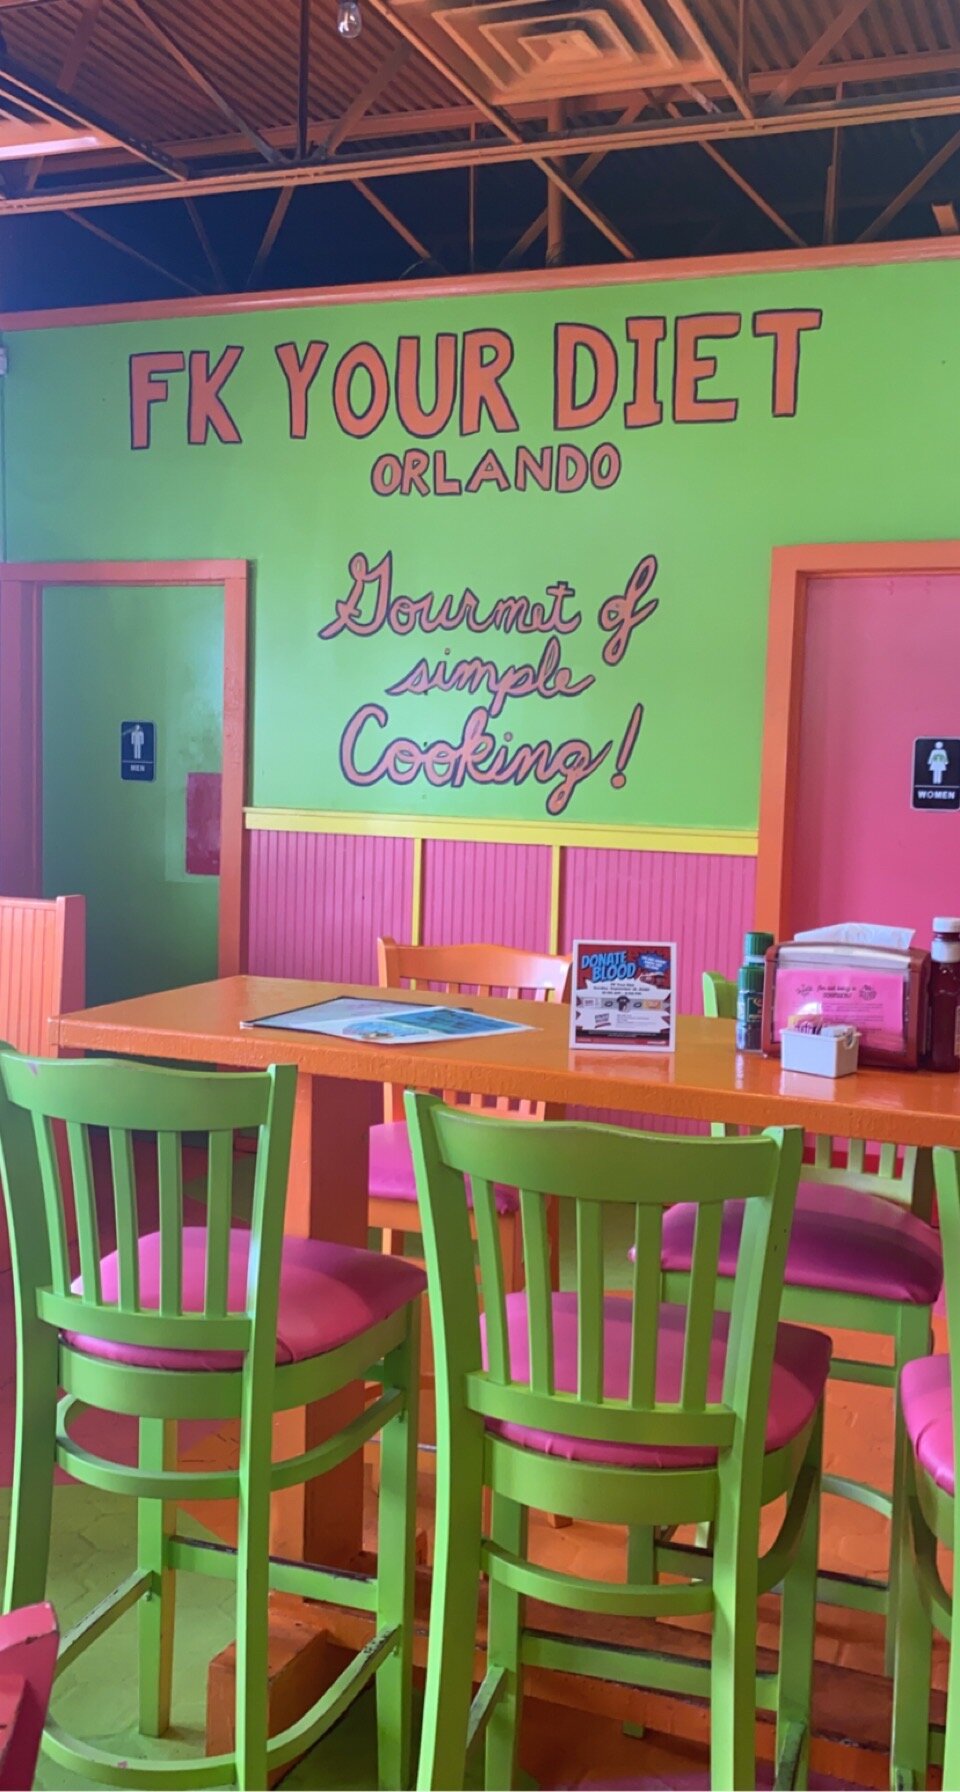 FK YOUR DIET
ORLANDO
Gourmet of
simple
Cooking!
MEN
WOMEN
DONATE
BLOOD